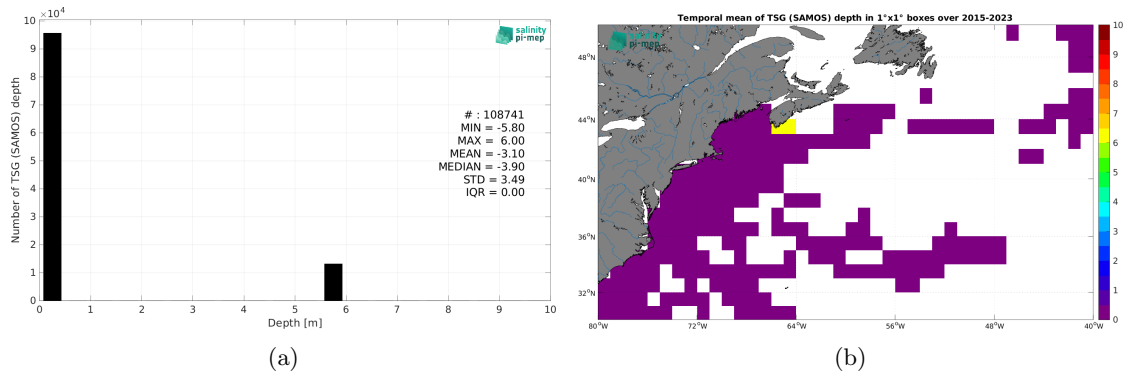 ×10⁴
10
9
8
7
6
5
4
3
2
1
0
Number of TSG (SAMOS) depth
salinity
pi-mep
# : 108741
MIN = -5.80
MAX = 6.00
MEAN = -3.10
MEDIAN = -3.90
STD = 3.49
IQR = 0.00
0 1 2 3 4 5 6 7 8 9 10
Depth [m]
(a)
Temporal mean of TSG (SAMOS) depth in 1°x1° boxes over 2015-2023
salinity
pi-mep
48°N
44°N
40°N
36°N
32°N
80°W 72°W 64°W 56°W 48°W 40°W
10
9
8
7
6
5
4
3
2
1
0
(b)